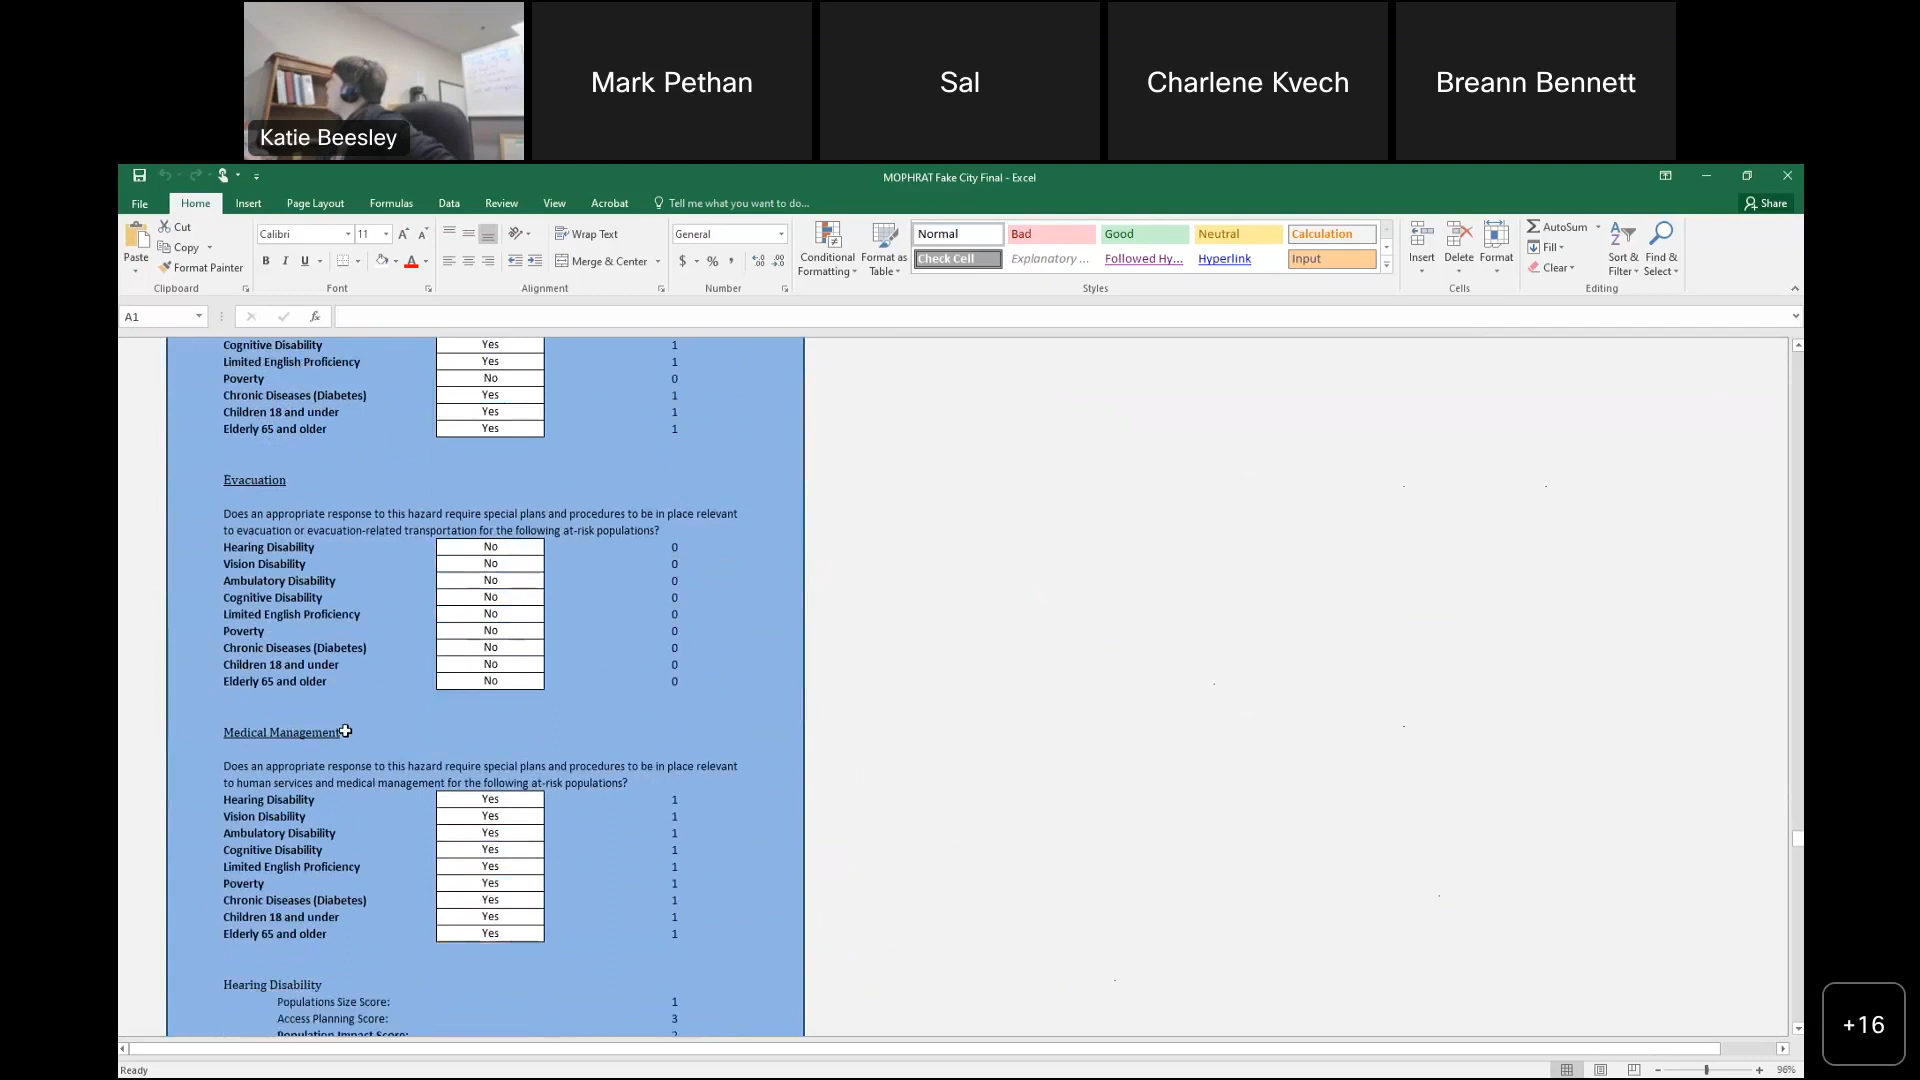 Katie Beesley
Mark Pethan
Sal
Charlene Kvech
Breann Bennett
MOPHRAT Fake City Final - Excel
File Home Insert Page Layout Formulas Data Review View Acrobat Tell me what you want to do... Share
Paste
Cut
Copy
Format Painter
Clipboard
Calibri 11
B I U
Font
Wrap Text
Merge & Center
Alignment
General
$ % ,
Number
Conditional Formatting
Format as Table
Normal Bad Good Neutral Calculation
Check Cell Explanatory ... Followed Hy... Hyperlink Input
Styles
Insert Delete Format
Cells
AutoSum
Fill
Clear
Sort & Filter
Find & Select
Editing
A1
fx
Cognitive Disability Yes 1
Limited English Proficiency Yes 1
Poverty No 0
Chronic Diseases (Diabetes) Yes 1
Children 18 and under Yes 1
Elderly 65 and older Yes 1
Evacuation
Does an appropriate response to this hazard require special plans and procedures to be in place relevant
to evacuation or evacuation-related transportation for the following at-risk populations?
Hearing Disability No 0
Vision Disability No 0
Ambulatory Disability No 0
Cognitive Disability No 0
Limited English Proficiency No 0
Poverty No 0
Chronic Diseases (Diabetes) No 0
Children 18 and under No 0
Elderly 65 and older No 0
Medical Management
Does an appropriate response to this hazard require special plans and procedures to be in place relevant
to human services and medical management for the following at-risk populations?
Hearing Disability Yes 1
Vision Disability Yes 1
Ambulatory Disability Yes 1
Cognitive Disability Yes 1
Limited English Proficiency Yes 1
Poverty Yes 1
Chronic Diseases (Diabetes) Yes 1
Children 18 and under Yes 1
Elderly 65 and older Yes 1
Hearing Disability
Populations Size Score: 1
Access Planning Score: 3
Population Impact Score: 2
+16
Ready
96%